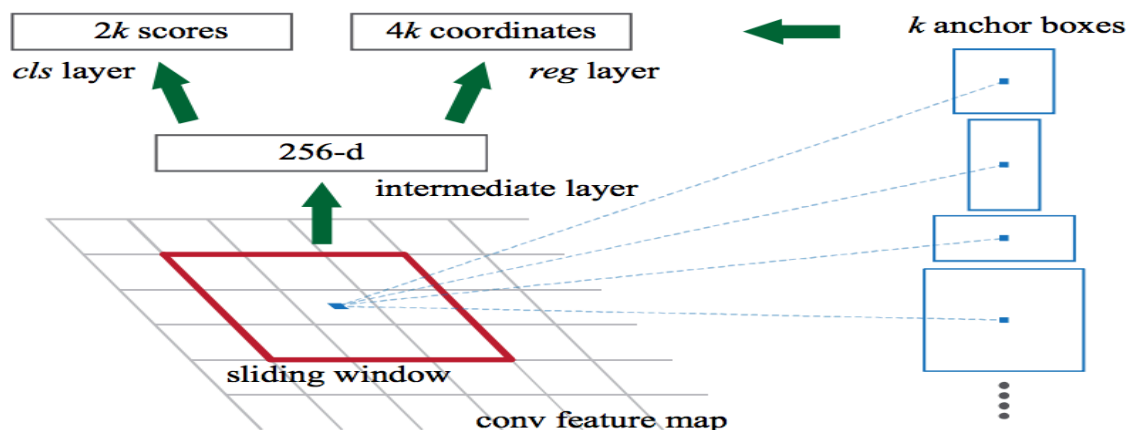 2k scores
4k coordinates
k anchor boxes
cls layer
reg layer
256-d
intermediate layer
sliding window
conv feature map